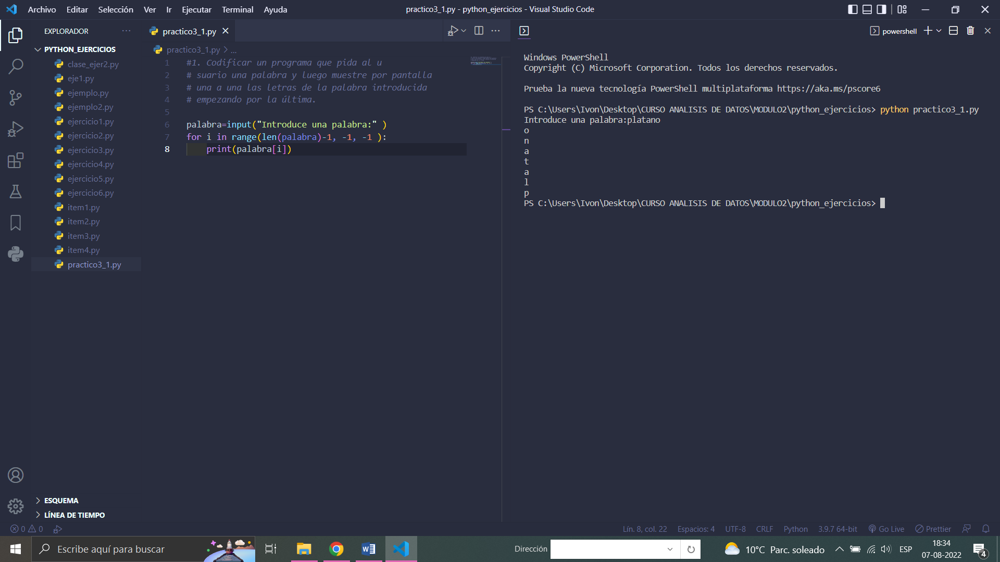 Archivo Editar Selección Ver Ir Ejecutar Terminal Ayuda
practico3_1.py - python_ejercicios - Visual Studio Code
EXPLORADOR
PYTHON_EJERCICIOS
clase_ejer2.py
eje1.py
ejemplo.py
ejemplo2.py
ejercicio1.py
ejercicio2.py
ejercicio3.py
ejercicio4.py
ejercicio5.py
ejercicio6.py
item1.py
item2.py
item3.py
item4.py
practico3_1.py
ESQUEMA
LÍNEA DE TIEMPO
practico3_1.py
practico3_1.py > ...
1 #1. Codificar un programa que pida al u
2 # suario una palabra y luego muestre por pantalla
3 # una a una las letras de la palabra introducida
4 # empezando por la última.
5
6 palabra=input("Introduce una palabra:" )
7 for i in range(len(palabra)-1, -1, -1 ):
8 print(palabra[i])
powershell
Windows PowerShell
Copyright (C) Microsoft Corporation. Todos los derechos reservados.
Prueba la nueva tecnología PowerShell multiplataforma https://aka.ms/pscore6
PS C:\Users\Ivon\Desktop\CURSO ANALISIS DE DATOS\MODULO2\python_ejercicios> python practico3_1.py
Introduce una palabra:platano
o
n
a
t
a
l
p
PS C:\Users\Ivon\Desktop\CURSO ANALISIS DE DATOS\MODULO2\python_ejercicios>
0 0
Lín. 8, col. 22 Espacios: 4 UTF-8 CRLF Python 3.9.7 64-bit Go Live Prettier
Escribe aquí para buscar
Dirección
10°C Parc. soleado
ESP
18:34
07-08-2022
4